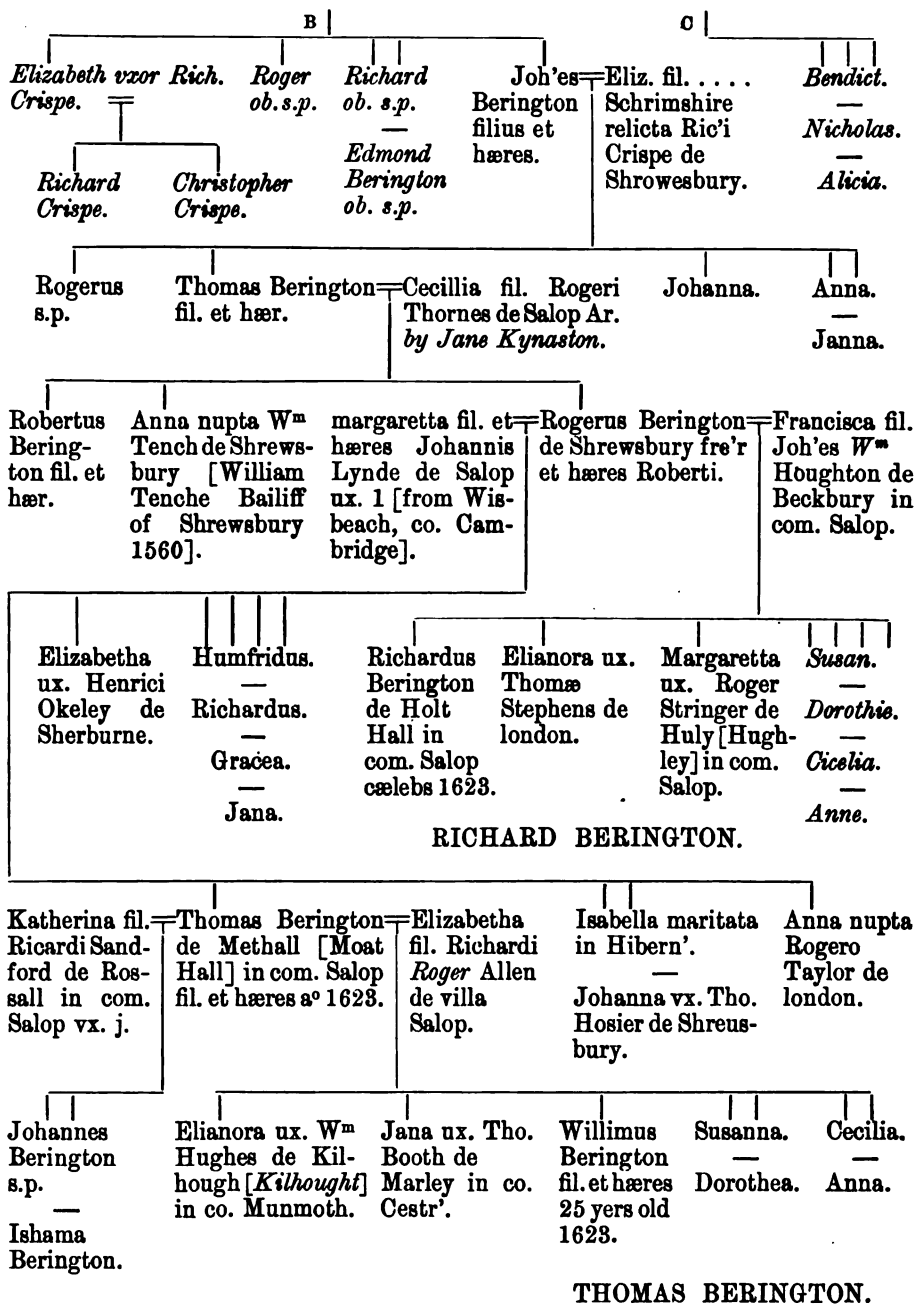 B
C
Elizabeth vxor Rich.
Crispe.
Roger
ob. s.p.
Richard
ob. s.p.
—
Edmond
Berington
ob. s.p.
Joh'es
Berington
filius et
hæres.
Eliz. fil. . . . . .
Schrimshire
relicta Ric'i
Crispe de
Shrowesbury.
Bendict.
—
Nicholas.
—
Alicia.
Richard
Crispe.
Christopher
Crispe.
Rogerus
s.p.
Thomas Berington
fil. et hær.
Cecillia fil. Rogeri
Thornes de Salop Ar.
by Jane Kynaston.
Johanna.
Anna.
—
Janna.
Robertus
Bering-
ton fil. et
hær.
Anna nupta Wm
Tench de Shrews-
bury [William
Tenche Bailiff
of Shrewsbury
1560].
margaretta fil. et
hæres Johannis
Lynde de Salop
ux. 1 [from Wis-
beach, co. Cam-
bridge].
Rogerus Berington
de Shrewsbury fre'r
et hæres Roberti.
Francisca fil.
Joh'es Wm
Houghton de
Beckbury in
com. Salop.
Elizabetha
ux. Henrici
Okeley de
Sherburne.
Humfridus.
—
Richardus.
—
Gracea.
—
Jana.
Richardus
Berington
de Holt
Hall in
com. Salop
cælebs 1623.
Elianora ux.
Thomæ
Stephens de
london.
Margaretta
ux. Roger
Stringer de
Huly [Hugh-
ley] in com.
Salop.
Susan.
—
Dorothie.
—
Cicelia.
—
Anne.
RICHARD BERINGTON.
Katherina fil.
Ricardi Sand-
ford de Ros-
sall in com.
Salop vx. j.
Thomas Berington
de Methall [Moat
Hall] in com. Salop
fil. et hæres aº 1623.
Elizabetha
fil. Richardi
Roger Allen
de villa
Salop.
Isabella maritata
in Hibern'.
—
Johanna vx. Tho.
Hosier de Shreus-
bury.
Anna nupta
Rogero
Taylor de
london.
Johannes
Berington
s.p.
—
Ishama
Berington.
Elianora ux. Wm
Hughes de Kil-
hough [Kilhought]
in co. Munmoth.
Jana ux. Tho.
Booth de
Marley in co.
Cestr'.
Willimus
Berington
fil. et hæres
25 yers old
1623.
Susanna.
—
Dorothea.
Cecilia.
—
Anna.
THOMAS BERINGTON.